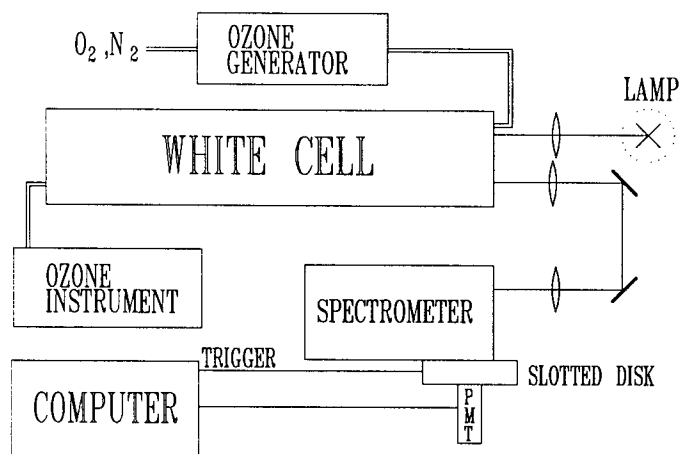 O2,N2
OZONE
GENERATOR
LAMP
WHITE CELL
OZONE
INSTRUMENT
SPECTROMETER
TRIGGER
SLOTTED DISK
COMPUTER
PMT